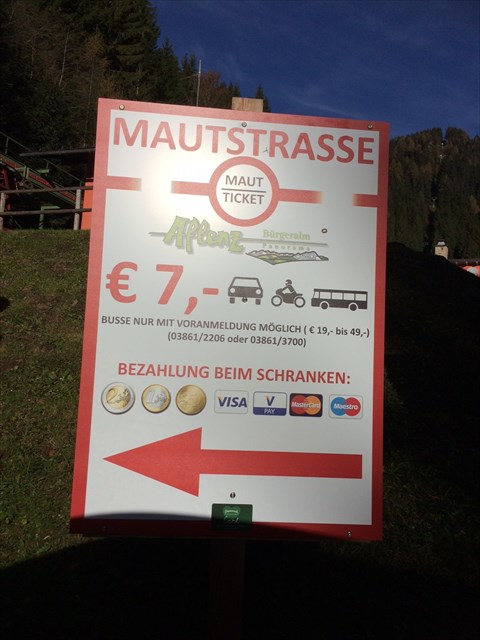 MAUTSTRASSE
MAUT
TICKET
Aflenz
Bürgeralm
Panorama
€ 7,-
BUSSE NUR MIT VORANMELDUNG MÖGLICH ( € 19,- bis 49,-)
(03861/2206 oder 03861/3700)
BEZAHLUNG BEIM SCHRANKEN:
VISA
V PAY
MasterCard
Maestro